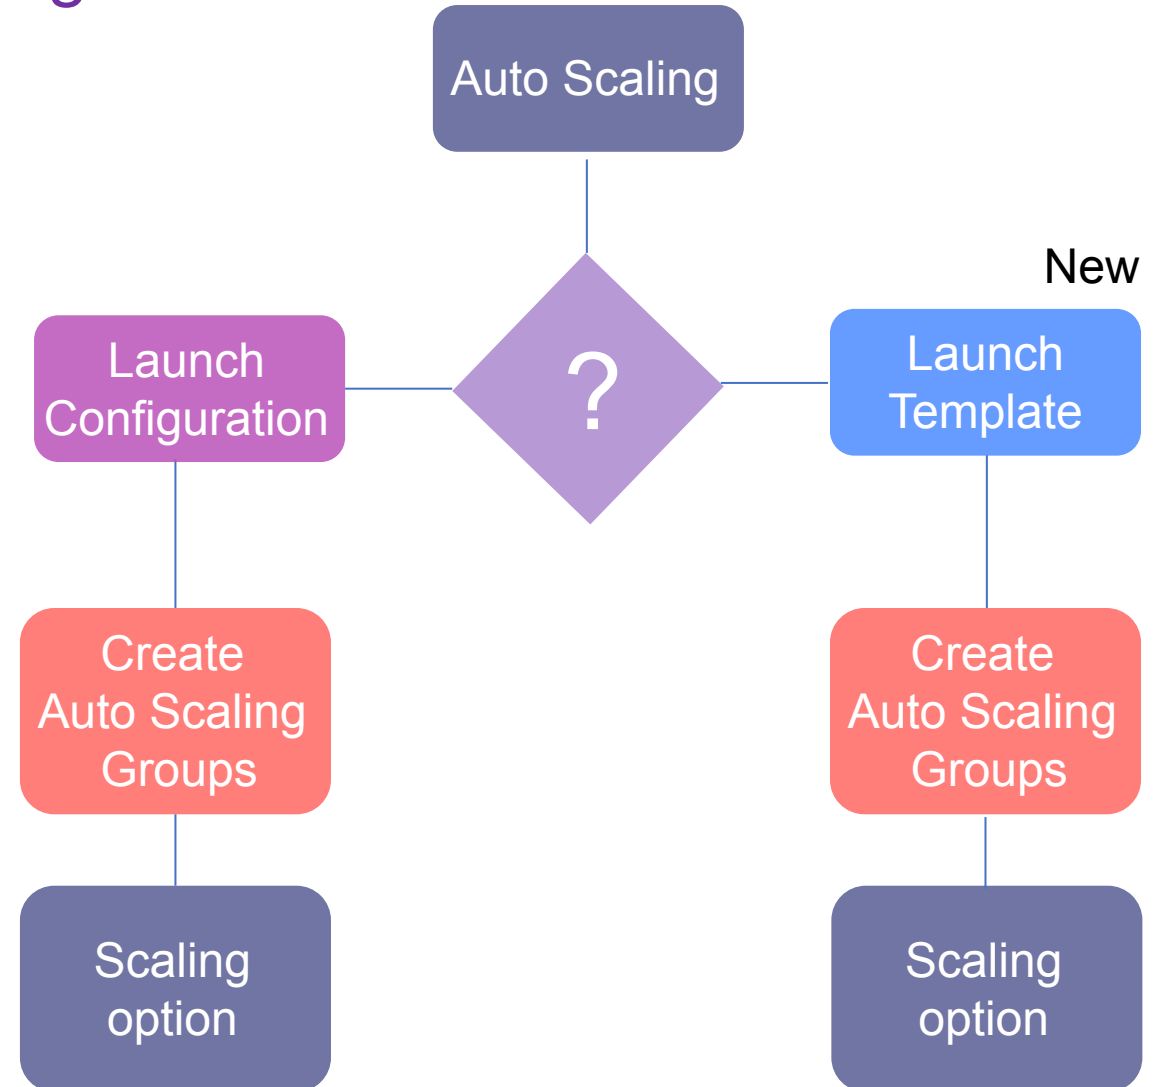 g
Auto Scaling
New
Launch
Configuration
?
Launch
Template
Create
Auto Scaling
Groups
Create
Auto Scaling
Groups
Scaling
option
Scaling
option